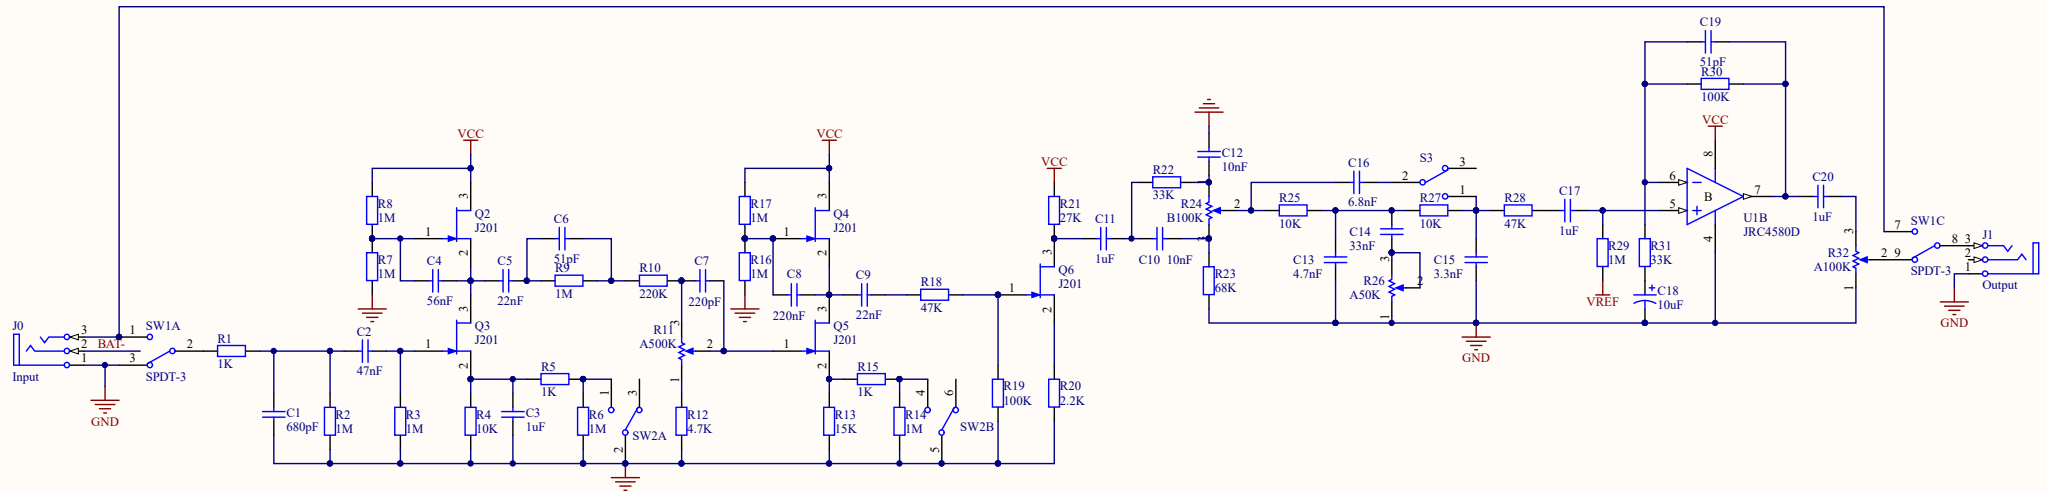 J0
3
2
1
BAT-
Input
GND
1
3
2
SW1A
SPDT-3
R1
1K
C1
680pF
R2
1M
C2
47nF
R3
1M
R8
1M
R7
1M
VCC
3
1
2
Q2
J201
C4
56nF
3
1
2
Q3
J201
R4
10K
C3
1uF
R5
1K
R6
1M
1
3
2
SW2A
C5
22nF
C6
51pF
R9
1M
R10
220K
C7
220pF
R11
A500K
3
2
1
R12
4.7K
R17
1M
R16
1M
VCC
3
1
2
Q4
J201
C8
220nF
C9
22nF
3
1
2
Q5
J201
R13
15K
R15
1K
R14
1M
4
6
5
SW2B
R18
47K
R19
100K
VCC
R21
27K
3
1
2
Q6
J201
R20
2.2K
C11
1uF
R22
33K
C10
10nF
C12
10nF
R24
B100K
1
2
3
R23
68K
R25
10K
C13
4.7nF
C16
6.8nF
C14
33nF
3
R26
A50K
2
1
S3
3
2
1
R27
10K
C15
3.3nF
GND
R28
47K
C17
1uF
R29
1M
VREF
R31
33K
+
C18
10uF
C19
51pF
R30
100K
VCC
8
6
5
7
4
B
U1B
JRC4580D
C20
1uF
3
R32
A100K
2
1
7
9
8
SW1C
SPDT-3
J1
3
2
1
Output
GND